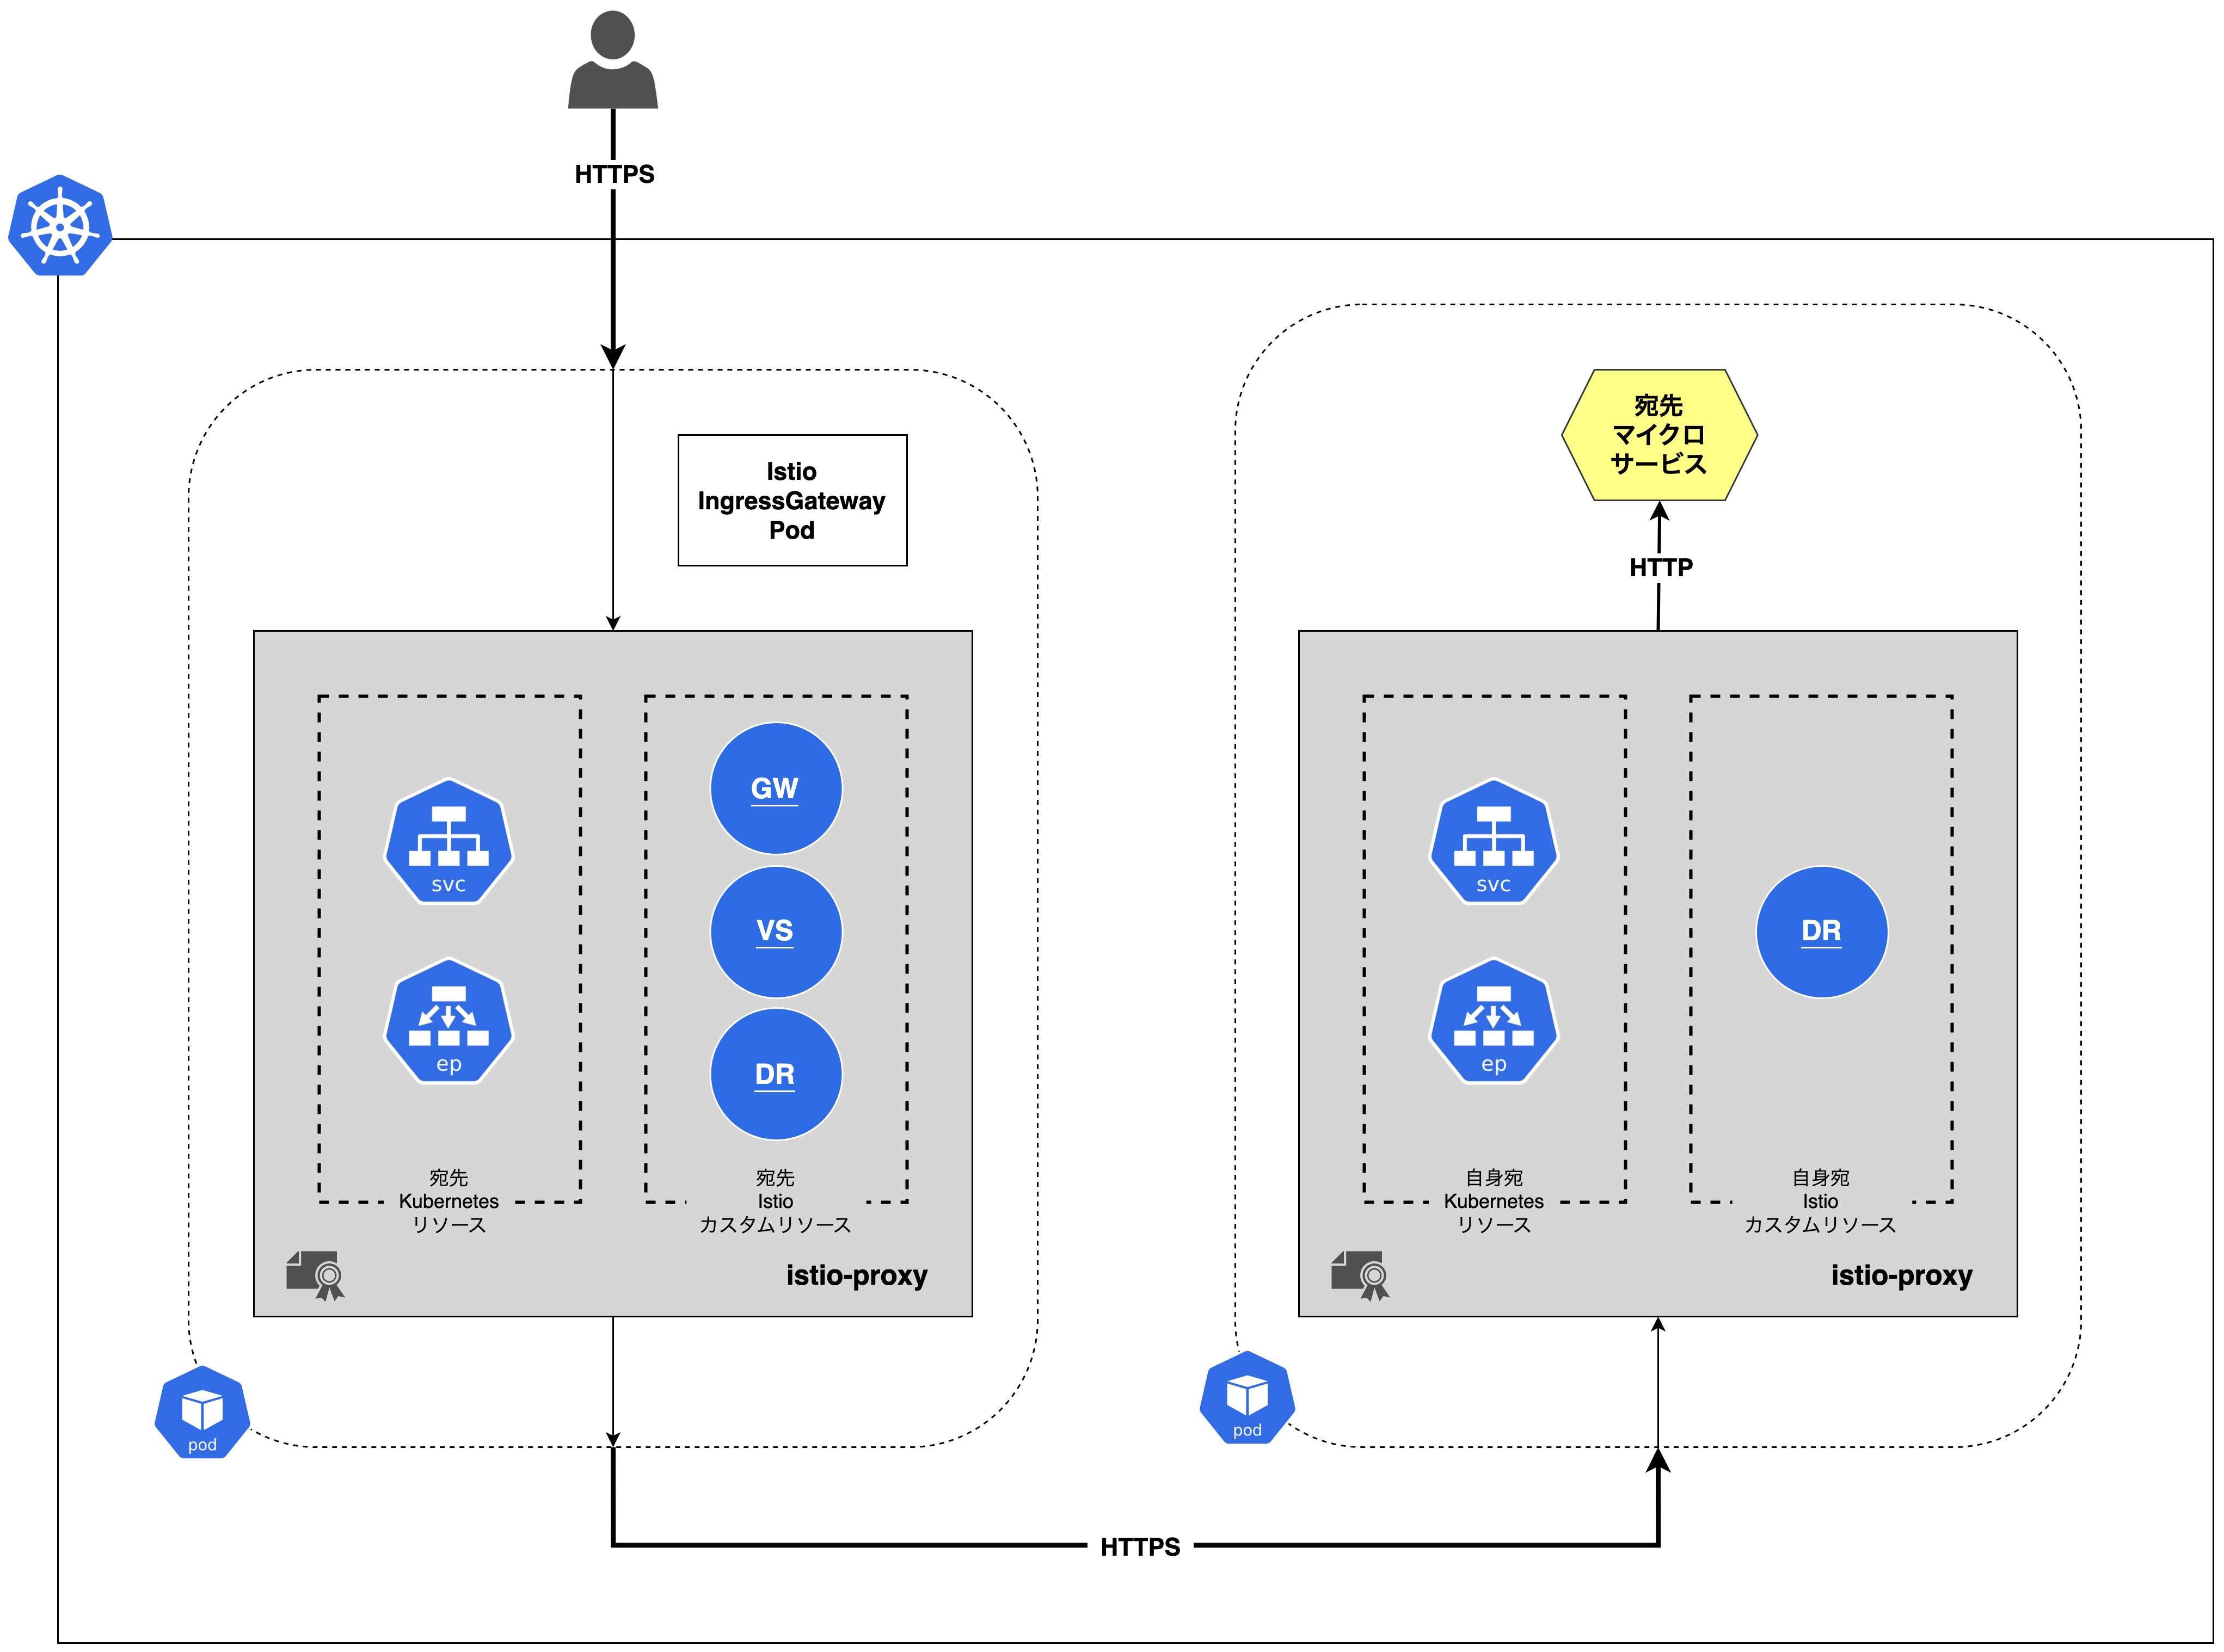 HTTPS
Istio
IngressGateway
Pod
svc
ep
宛先
Kubernetes
リソース
GW
VS
DR
宛先
Istio
カスタムリソース
istio-proxy
pod
HTTPS
宛先
マイクロ
サービス
HTTP
svc
ep
自身宛
Kubernetes
リソース
DR
自身宛
Istio
カスタムリソース
istio-proxy
pod